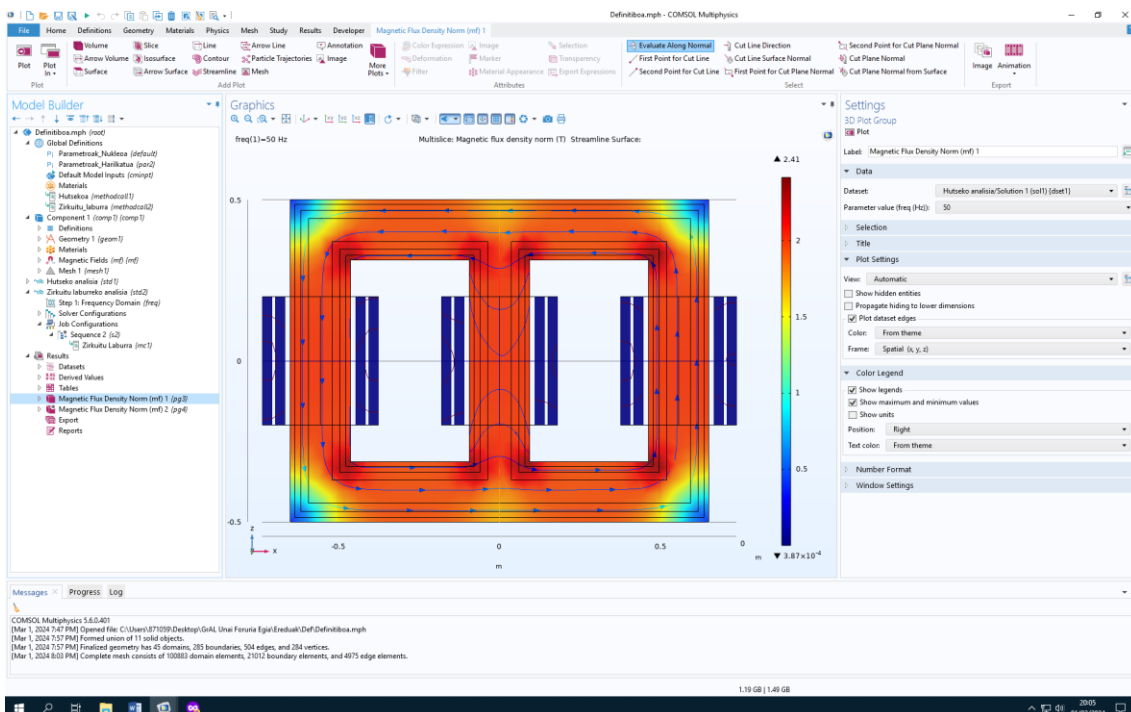 Definitiboa.mph - COMSOL Multiphysics
File Home Definitions Geometry Materials Physics Mesh Study Results Developer Magnetic Flux Density Norm (mf) 1
Plot
Plot In
Volume
Arrow Volume
Surface
Slice
Isosurface
Arrow Surface
Line
Contour
Streamline
Arrow Line
Particle Trajectories
Mesh
Annotation
Image
More Plots
Color Expression
Deformation
Filter
Image
Marker
Material Appearance
Selection
Transparency
Export Expressions
Evaluate Along Normal
First Point for Cut Line
Second Point for Cut Line
Cut Line Direction
Cut Line Surface Normal
First Point for Cut Plane Normal
Second Point for Cut Plane Normal
Cut Plane Normal
Cut Plane Normal from Surface
Image
Animation
Plot Add Plot Attributes Select Export
Model Builder
Definitiboa.mph (root)
Global Definitions
Pi Parametroak_Nukleoa (default)
Pi Parametroak_Harilkatua (par2)
Default Model Inputs (cminpt)
Materials
Hutsekoa (methodcall1)
Zirkuitu_laburra (methodcall2)
Component 1 (comp1) (comp1)
Definitions
Geometry 1 (geom1)
Materials
Magnetic Fields (mf) (mf)
Mesh 1 (mesh1)
Hutseko analisia (std1)
Zirkuitu laburreko analisia (std2)
Step 1: Frequency Domain (freq)
Solver Configurations
Job Configurations
Sequence 2 (s2)
Zirkuitu Laburra (mc1)
Results
Datasets
Derived Values
Tables
Magnetic Flux Density Norm (mf) 1 (pg3)
Magnetic Flux Density Norm (mf) 2 (pg4)
Export
Reports
Graphics
freq(1)=50 Hz Multislice: Magnetic flux density norm (T) Streamline Surface:
▲ 2.41
2
1.5
1
0.5
▼ 3.87×10⁻⁴
0.5
0
-0.5
z
y
x
-0.5 0 0.5
m
0
m
Settings
3D Plot Group
Plot
Label: Magnetic Flux Density Norm (mf) 1
Data
Dataset: Hutseko analisia/Solution 1 (sol1) {dset1}
Parameter value (freq (Hz)): 50
Selection
Title
Plot Settings
View: Automatic
Show hidden entities
Propagate hiding to lower dimensions
Plot dataset edges
Color: From theme
Frame: Spatial (x, y, z)
Color Legend
Show legends
Show maximum and minimum values
Show units
Position: Right
Text color: From theme
Number Format
Window Settings
Messages Progress Log
COMSOL Multiphysics 5.6.0.401
[Mar 1, 2024 7:47 PM] Opened file: C:\Users\871059\Desktop\GrAL Unai Foruria Egia\Ereduak\Def\Definitiboa.mph
[Mar 1, 2024 7:57 PM] Formed union of 11 solid objects.
[Mar 1, 2024 7:57 PM] Finalized geometry has 45 domains, 285 boundaries, 504 edges, and 284 vertices.
[Mar 1, 2024 8:03 PM] Complete mesh consists of 100883 domain elements, 21012 boundary elements, and 4975 edge elements.
1.19 GB | 1.49 GB
20:05